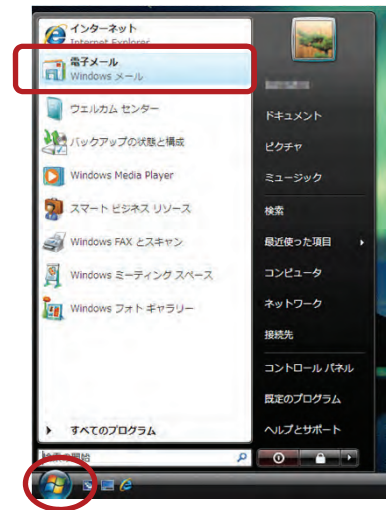 インターネット
Internet Explorer
電子メール
Windows メール
ウェルカム センター
バックアップの状態と構成
Windows Media Player
スマート ビジネス リソース
Windows FAX とスキャン
Windows ミーティング スペース
Windows フォト ギャラリー
すべてのプログラム
検索の開始
ドキュメント
ピクチャ
ミュージック
検索
最近使った項目
コンピュータ
ネットワーク
接続先
コントロール パネル
既定のプログラム
ヘルプとサポート